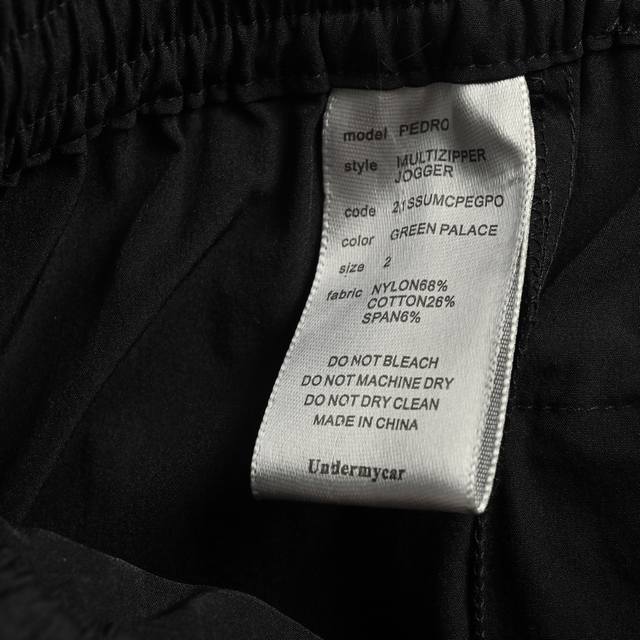 model PEDRO
style MULTIZIPPER
JOGGER
code 21SSUMCPEGPO
color GREEN PALACE
size 2
fabric NYLON68%
COTTON26%
SPAN6%
DO NOT BLEACH
DO NOT MACHINE DRY
DO NOT DRY CLEAN
MADE IN CHINA
Undermycar